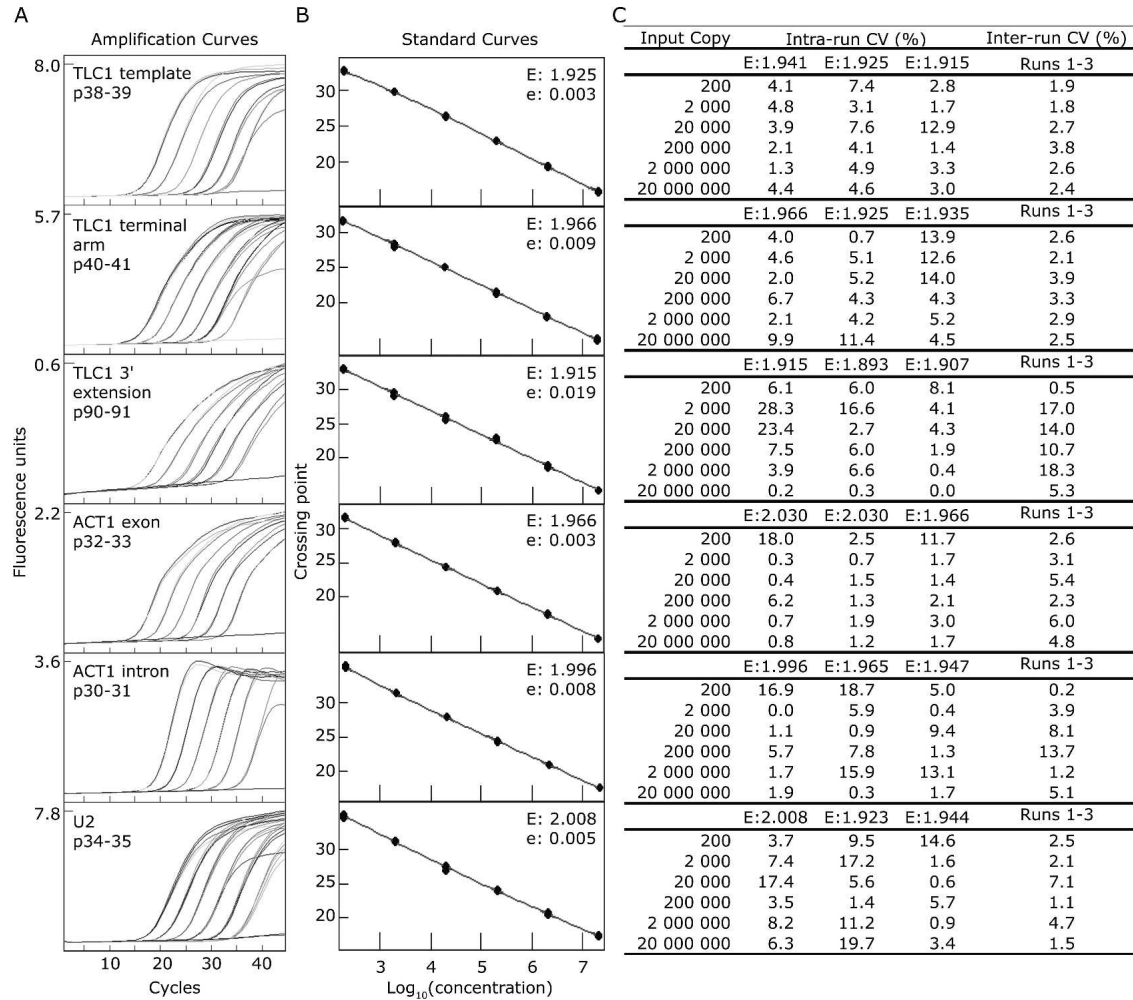 A
B
C
Amplification Curves
Standard Curves
Input Copy Intra-run CV (%) Inter-run CV (%)
8.0
TLC1 template
p38-39
5.7
TLC1 terminal
arm
p40-41
0.6
TLC1 3'
extension
p90-91
2.2
ACT1 exon
p32-33
3.6
ACT1 intron
p30-31
7.8
U2
p34-35
Fluorescence units
10 20 30 40
Cycles
E: 1.925
e: 0.003
30
25
20
E: 1.966
e: 0.009
30
25
20
E: 1.915
e: 0.019
30
25
20
E: 1.966
e: 0.003
30
25
20
E: 1.996
e: 0.008
30
25
20
E: 2.008
e: 0.005
30
25
20
Crossing point
3 4 5 6 7
Log10(concentration)
E:1.941 E:1.925 E:1.915 Runs 1-3
200 4.1 7.4 2.8 1.9
2 000 4.8 3.1 1.7 1.8
20 000 3.9 7.6 12.9 2.7
200 000 2.1 4.1 1.4 3.8
2 000 000 1.3 4.9 3.3 2.6
20 000 000 4.4 4.6 3.0 2.4
E:1.966 E:1.925 E:1.935 Runs 1-3
200 4.0 0.7 13.9 2.6
2 000 4.6 5.1 12.6 2.1
20 000 2.0 5.2 14.0 3.9
200 000 6.7 4.3 4.3 3.3
2 000 000 2.1 4.2 5.2 2.9
20 000 000 9.9 11.4 4.5 2.5
E:1.915 E:1.893 E:1.907 Runs 1-3
200 6.1 6.0 8.1 0.5
2 000 28.3 16.6 4.1 17.0
20 000 23.4 2.7 4.3 14.0
200 000 7.5 6.0 1.9 10.7
2 000 000 3.9 6.6 0.4 18.3
20 000 000 0.2 0.3 0.0 5.3
E:2.030 E:2.030 E:1.966 Runs 1-3
200 18.0 2.5 11.7 2.6
2 000 0.3 0.7 1.7 3.1
20 000 0.4 1.5 1.4 5.4
200 000 6.2 1.3 2.1 2.3
2 000 000 0.7 1.9 3.0 6.0
20 000 000 0.8 1.2 1.7 4.8
E:1.996 E:1.965 E:1.947 Runs 1-3
200 16.9 18.7 5.0 0.2
2 000 0.0 5.9 0.4 3.9
20 000 1.1 0.9 9.4 8.1
200 000 5.7 7.8 1.3 13.7
2 000 000 1.7 15.9 13.1 1.2
20 000 000 1.9 0.3 1.7 5.1
E:2.008 E:1.923 E:1.944 Runs 1-3
200 3.7 9.5 14.6 2.5
2 000 7.4 17.2 1.6 2.1
20 000 17.4 5.6 0.6 7.1
200 000 3.5 1.4 5.7 1.1
2 000 000 8.2 11.2 0.9 4.7
20 000 000 6.3 19.7 3.4 1.5